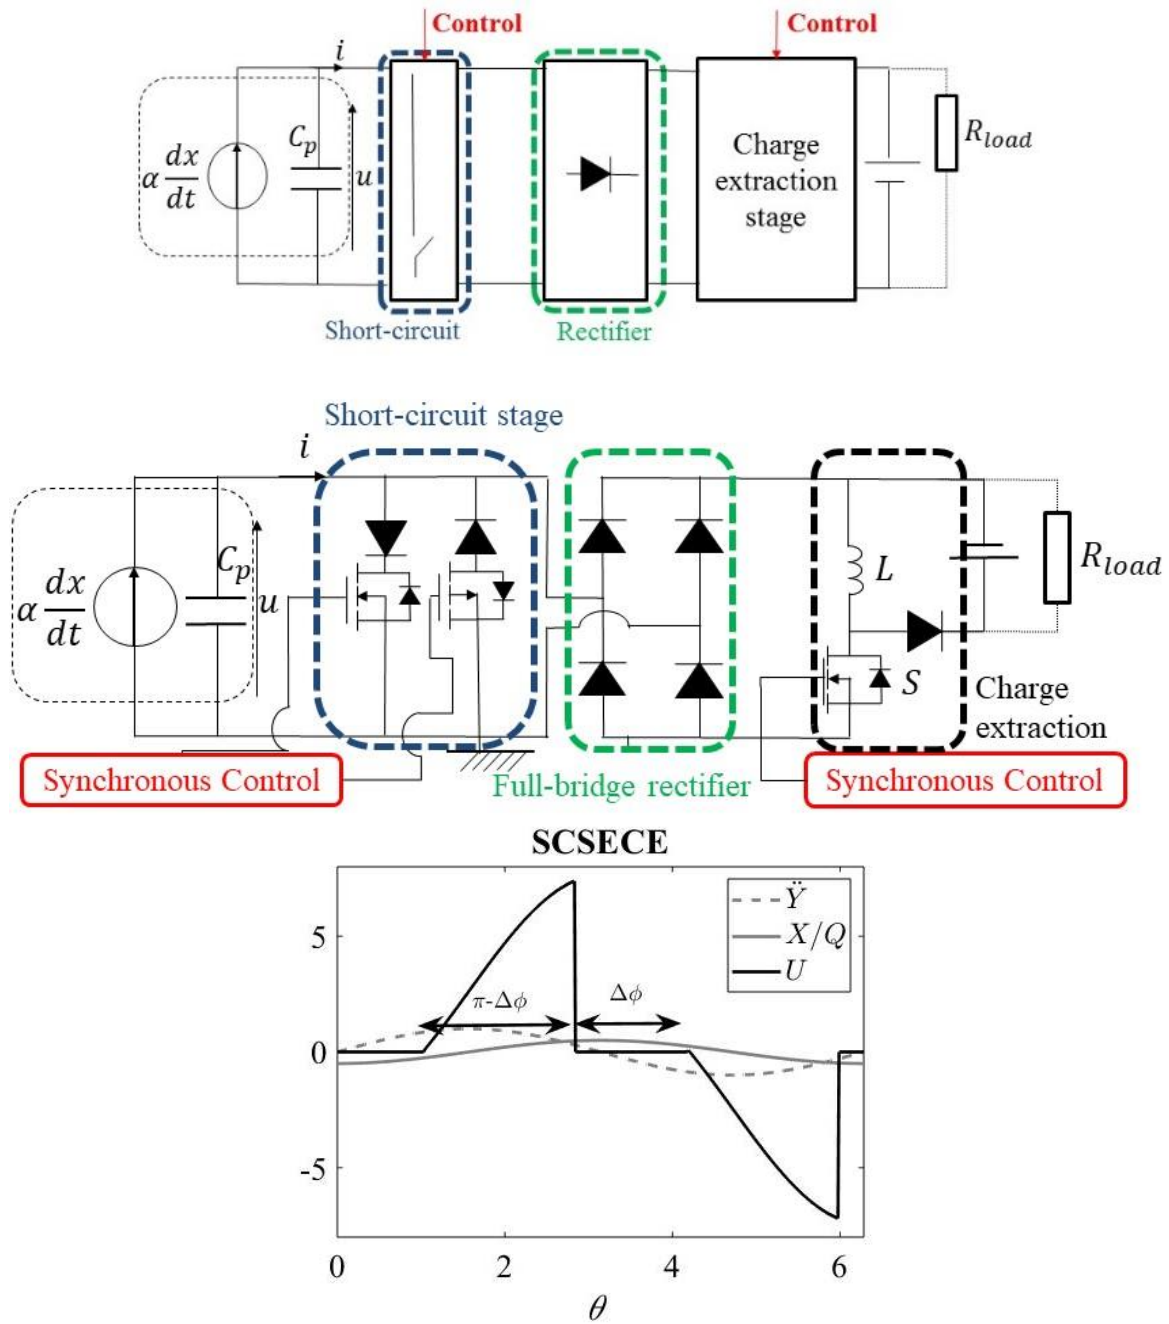 Control
Control
i
α dx/dt
C_p
u
Charge
extraction
stage
R_load
Short-circuit
Rectifier
Short-circuit stage
i
α dx/dt
C_p
u
L
S
R_load
Charge
extraction
Synchronous Control
Full-bridge rectifier
Synchronous Control
SCSECE
Ÿ
X/Q
U
π-Δϕ
Δϕ
5
0
-5
0
2
4
6
θ